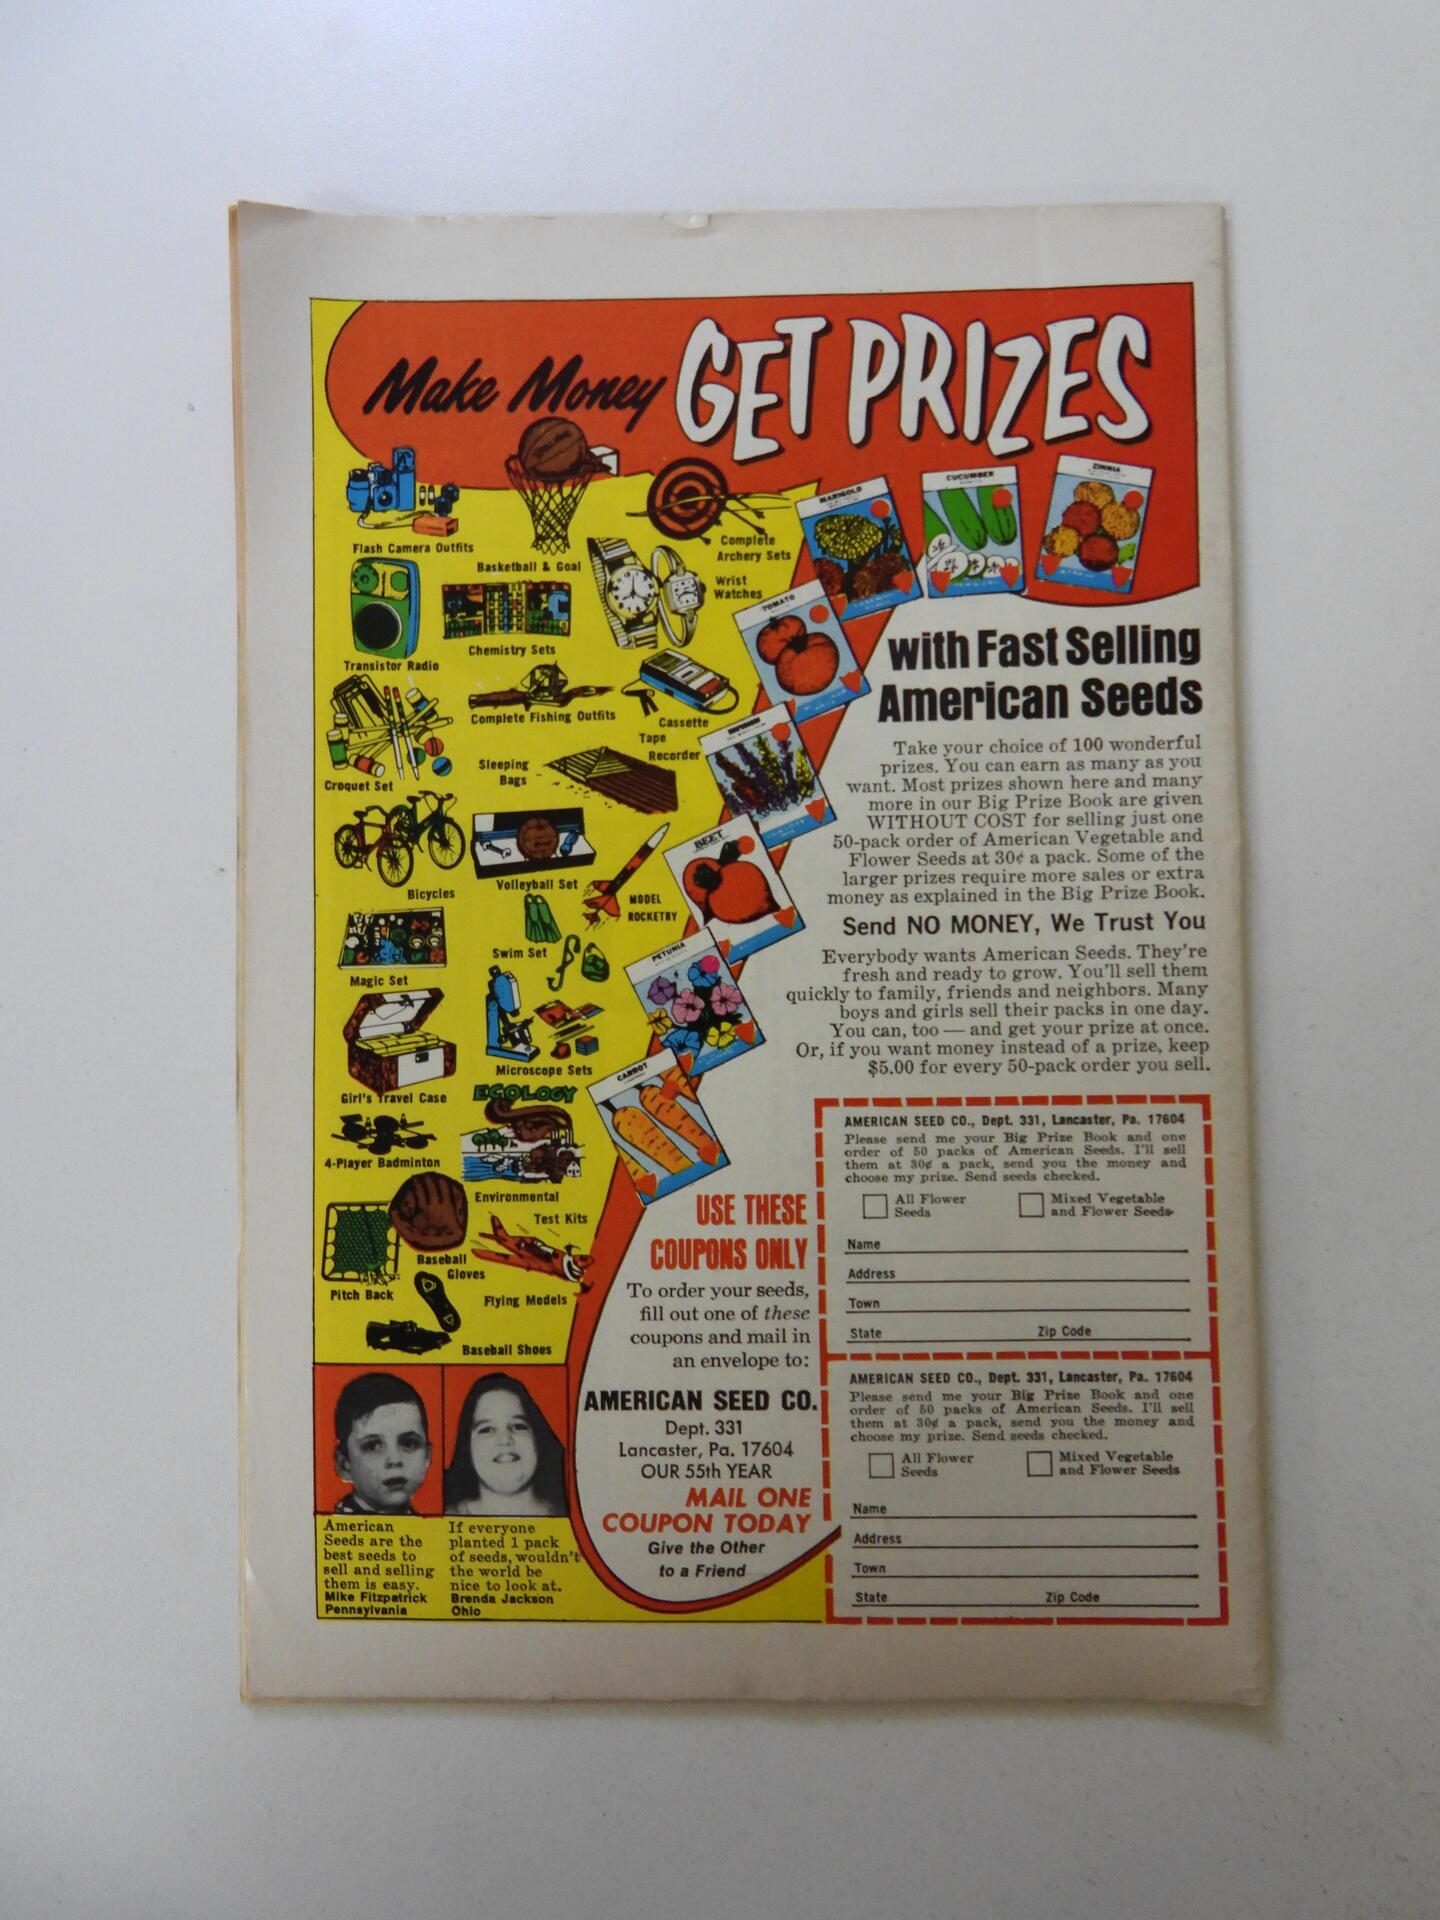 Make Money GET PRIZES
SPALDING
Flash Camera Outfits
Basketball & Goal
Complete
Archery Sets
Wrist
Watches
Transistor Radio
Chemistry Sets
Complete Fishing Outfits
Cassette
Tape
Recorder
Croquet Set
Sleeping
Bags
Bicycles
Volleyball Set
MODEL
ROCKETRY
Magic Set
Swim Set
Girl's Travel Case
Microscope Sets
ECOLOGY
4-Player Badminton
Environmental
Test Kits
Pitch Back
Baseball
Gloves
Flying Models
Baseball Shoes
MARIGOLD
CUCUMBER
ZINNIA
TOMATO
BEET
PETUNIA
CARROT
with Fast Selling
American Seeds
Take your choice of 100 wonderful
prizes. You can earn as many as you
want. Most prizes shown here and many
more in our Big Prize Book are given
WITHOUT COST for selling just one
50-pack order of American Vegetable and
Flower Seeds at 30¢ a pack. Some of the
larger prizes require more sales or extra
money as explained in the Big Prize Book.
Send NO MONEY, We Trust You
Everybody wants American Seeds. They're
fresh and ready to grow. You'll sell them
quickly to family, friends and neighbors. Many
boys and girls sell their packs in one day.
You can, too — and get your prize at once.
Or, if you want money instead of a prize, keep
$5.00 for every 50-pack order you sell.
USE THESE
COUPONS ONLY
To order your seeds,
fill out one of these
coupons and mail in
an envelope to:
AMERICAN SEED CO.
Dept. 331
Lancaster, Pa. 17604
OUR 55th YEAR
MAIL ONE
COUPON TODAY
Give the Other
to a Friend
AMERICAN SEED CO., Dept. 331, Lancaster, Pa. 17604
Please send me your Big Prize Book and one
order of 50 packs of American Seeds. I'll sell
them at 30¢ a pack, send you the money and
choose my prize. Send seeds checked.
All Flower
Seeds
Mixed Vegetable
and Flower Seeds
Name
Address
Town
State Zip Code
AMERICAN SEED CO., Dept. 331, Lancaster, Pa. 17604
Please send me your Big Prize Book and one
order of 50 packs of American Seeds. I'll sell
them at 30¢ a pack, send you the money and
choose my prize. Send seeds checked.
All Flower
Seeds
Mixed Vegetable
and Flower Seeds
Name
Address
Town
State Zip Code
American
Seeds are the
best seeds to
sell and selling
them is easy.
Mike Fitzpatrick
Pennsylvania
If everyone
planted 1 pack
of seeds, wouldn't
the world be
nice to look at.
Brenda Jackson
Ohio